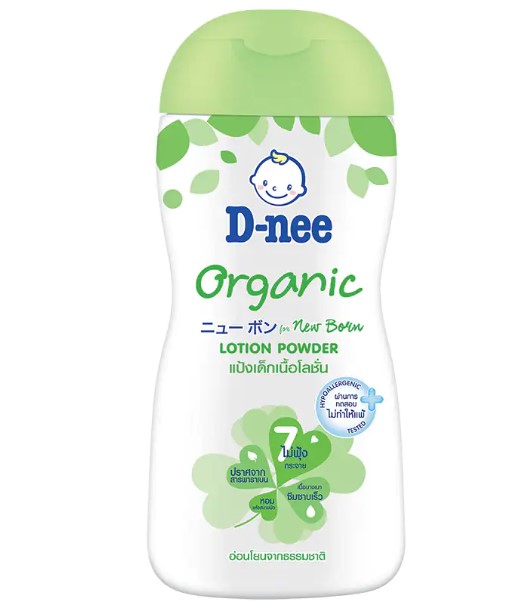 D-nee
Organic
ニュー ボン for New Born
LOTION POWDER
แป้งเด็กเนื้อโลชั่น
HYPOALLERGENIC
ผ่านการ
ทดสอบ
ไม่ทำให้แพ้
TESTED
7
ไม่ฟุ้ง
กระจาย
ปราศจาก
สารพาราเบน
เนื้อบางเบา
ซึมซาบเร็ว
หอม
อ่อนโยนจากธรรมชาติ